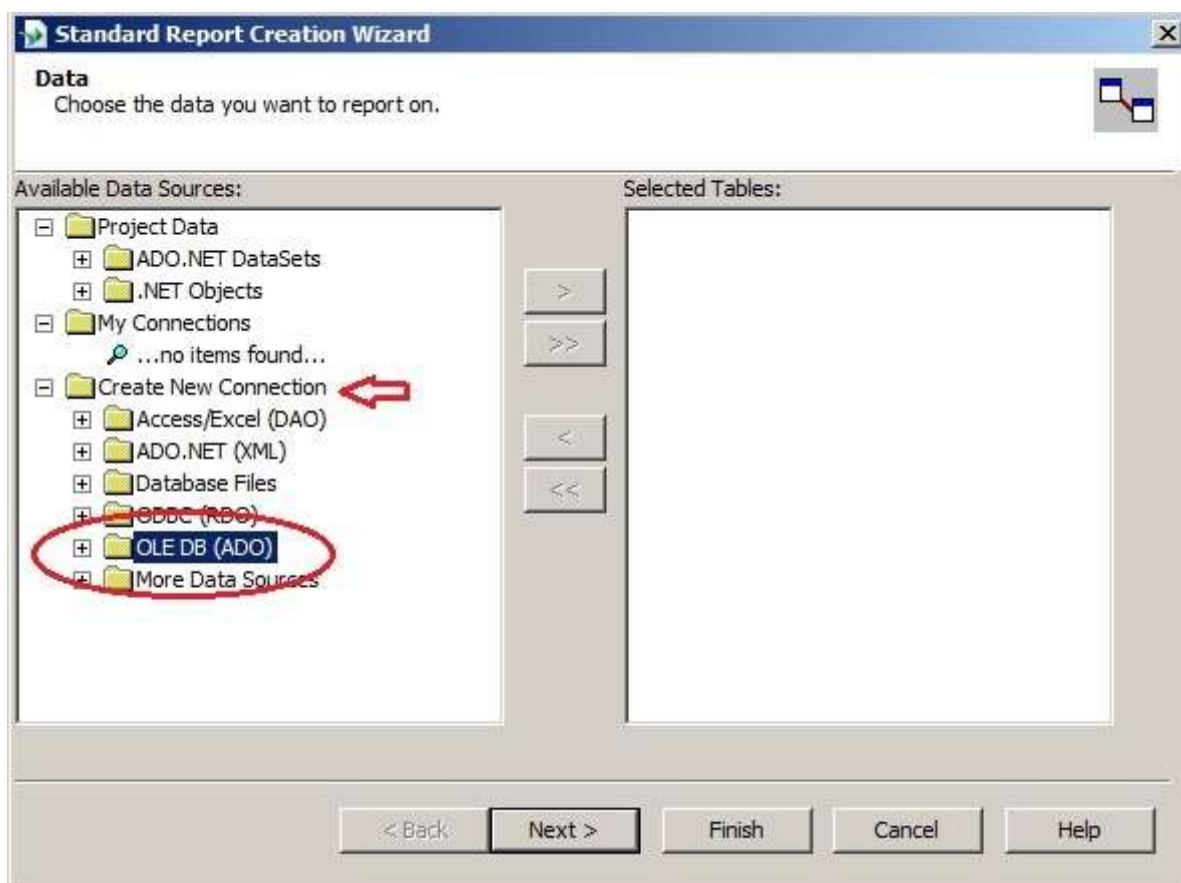 Standard Report Creation Wizard
Data
Choose the data you want to report on.
Available Data Sources:
Selected Tables:
Project Data
ADO.NET DataSets
.NET Objects
My Connections
...no items found...
Create New Connection
Access/Excel (DAO)
ADO.NET (XML)
Database Files
ODBC (RDO)
OLE DB (ADO)
More Data Sources
>
>>
<
<<
< Back
Next >
Finish
Cancel
Help